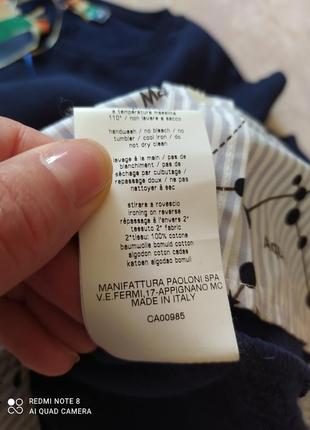 a temperatura massima
110° / non lavare a secco
handwash / no bleach / no
tumbler / cool iron / do
not dry clean
lavage à la main / pas de
blanchiment / pas de
séchage par culbutage /
repassage doux / ne pas
nettoyer à sec
stirare a rovescio
ironing on reverse
répassage à l'envers 2°
tessuto 2° fabric
2°tissu: 100% cotone
baumwolle bomuld cotton
algodon coton cadas
katoen algodao bomull
MANIFATTURA PAOLONI SPA
V.E.FERMI,17-APPIGNANO MC
MADE IN ITALY
CA00985
REDMI NOTE 8
AI QUAD CAMERA